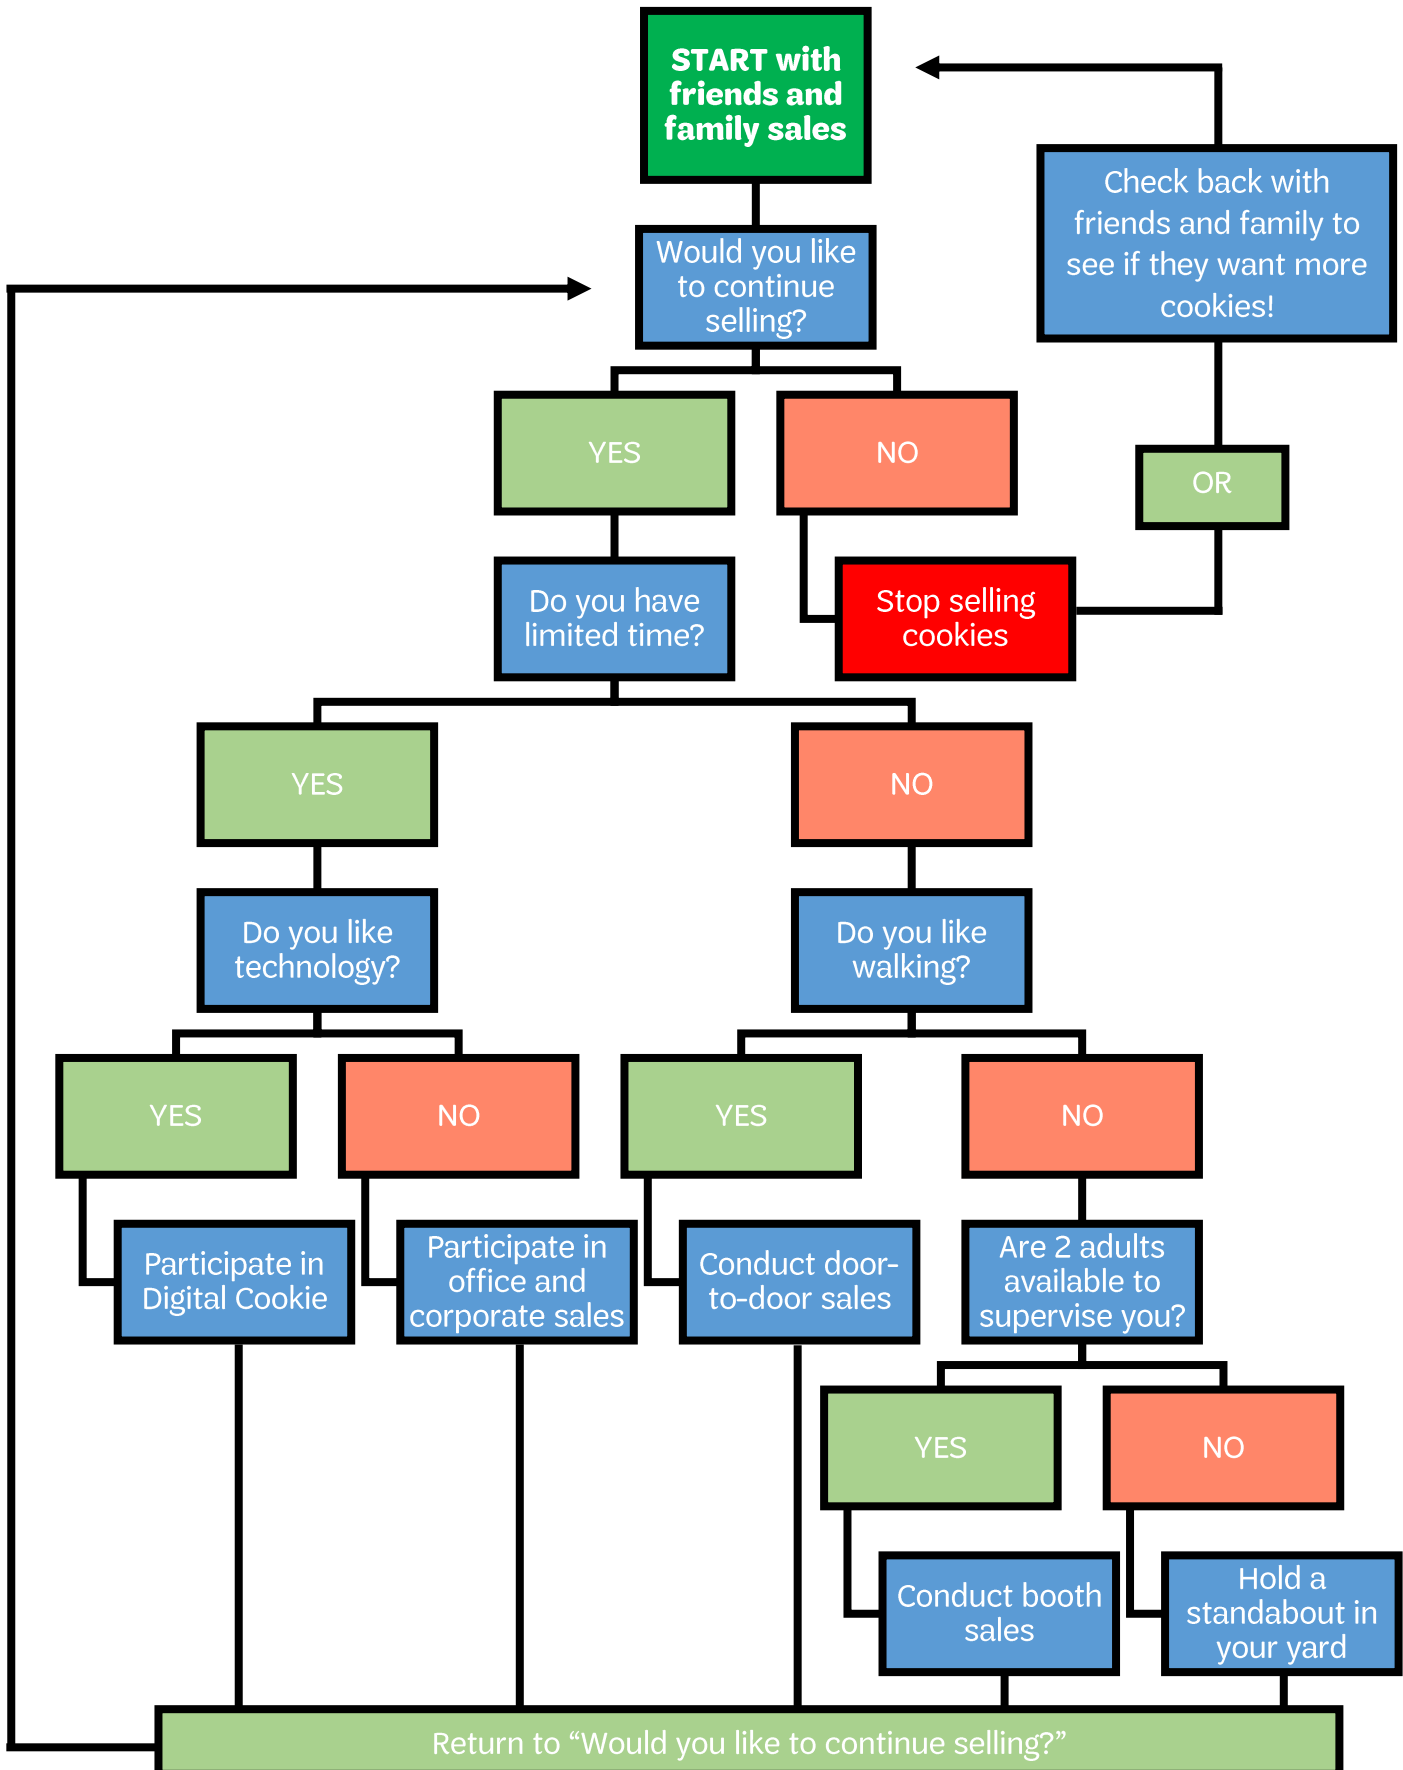 START with
friends and
family sales
Check back with
friends and family to
see if they want more
cookies!
Would you like
to continue
selling?
YES
NO
OR
Do you have
limited time?
Stop selling
cookies
YES
NO
Do you like
technology?
Do you like
walking?
YES
NO
YES
NO
Participate in
Digital Cookie
Participate in
office and
corporate sales
Conduct door-
to-door sales
Are 2 adults
available to
supervise you?
YES
NO
Conduct booth
sales
Hold a
standabout in
your yard
Return to “Would you like to continue selling?”